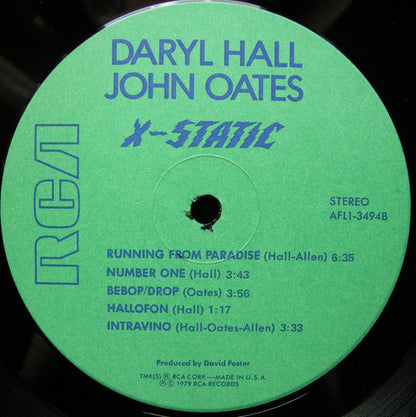 DARYL HALL
JOHN OATES
X-STATIC
RCA
STEREO
AFL1-3494B
RUNNING FROM PARADISE (Hall-Allen) 6:35
NUMBER ONE (Hall) 3:43
BEBOP/DROP (Oates) 3:56
HALLOFON (Hall) 1:17
INTRAVINO (Hall-Oates-Allen) 3:33
Produced by David Foster
TMK(S) ® RCA CORP.—MADE IN U.S.A.
℗ © 1979 RCA RECORDS